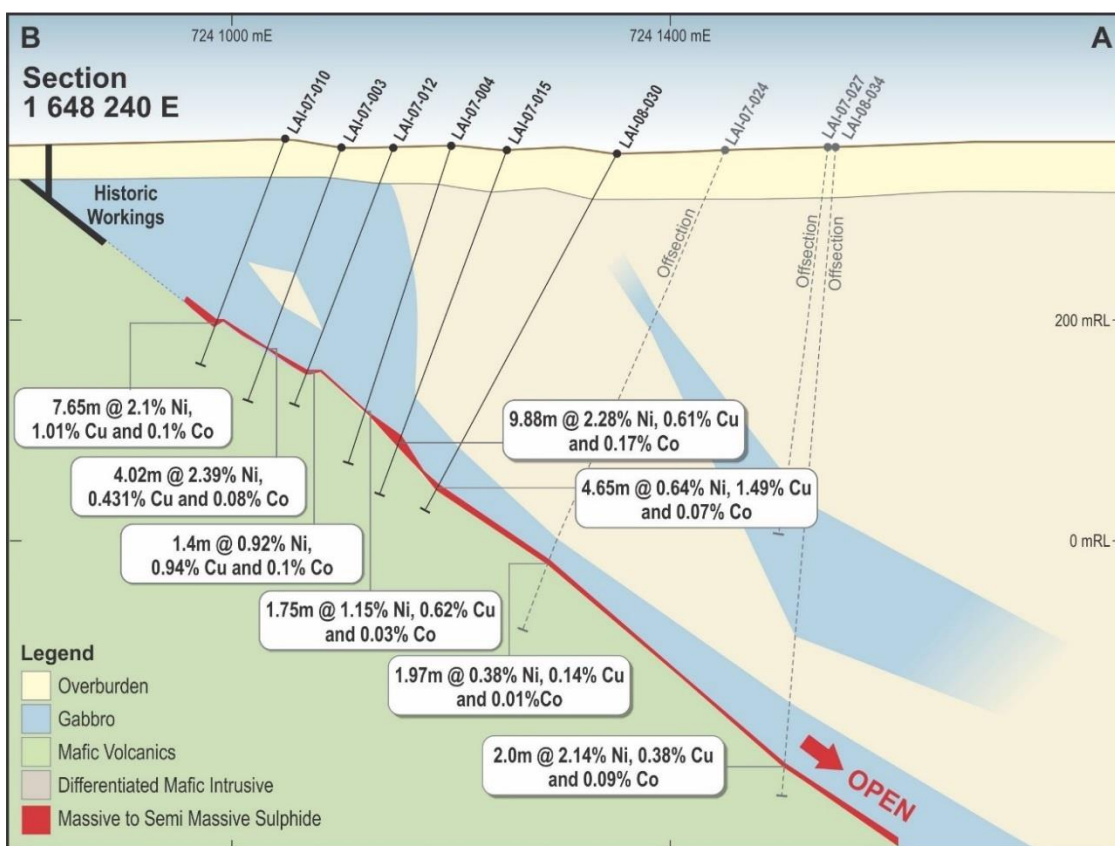 B
724 1000 mE
724 1400 mE
A
Section
1 648 240 E
LAI-07-010
LAI-07-003
LAI-07-012
LAI-07-004
LAI-07-015
LAI-08-030
LAI-07-024
LAI-07-027
LAI-08-034
Historic
Workings
Offsection
Offsection
Offsection
200 mRL
7.65m @ 2.1% Ni,
1.01% Cu and 0.1% Co
9.88m @ 2.28% Ni, 0.61% Cu
and 0.17% Co
4.02m @ 2.39% Ni,
0.431% Cu and 0.08% Co
4.65m @ 0.64% Ni, 1.49% Cu
and 0.07% Co
1.4m @ 0.92% Ni,
0.94% Cu and 0.1% Co
0 mRL
1.75m @ 1.15% Ni, 0.62% Cu
and 0.03% Co
1.97m @ 0.38% Ni, 0.14% Cu
and 0.01%Co
2.0m @ 2.14% Ni, 0.38% Cu
and 0.09% Co
OPEN
Legend
Overburden
Gabbro
Mafic Volcanics
Differentiated Mafic Intrusive
Massive to Semi Massive Sulphide